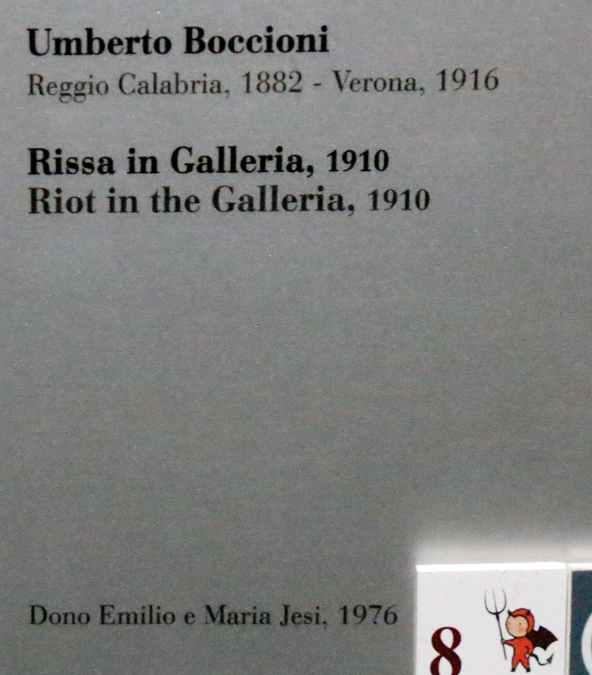 Umberto Boccioni
Reggio Calabria, 1882 - Verona, 1916
Rissa in Galleria, 1910
Riot in the Galleria, 1910
Dono Emilio e Maria Jesi, 1976
8